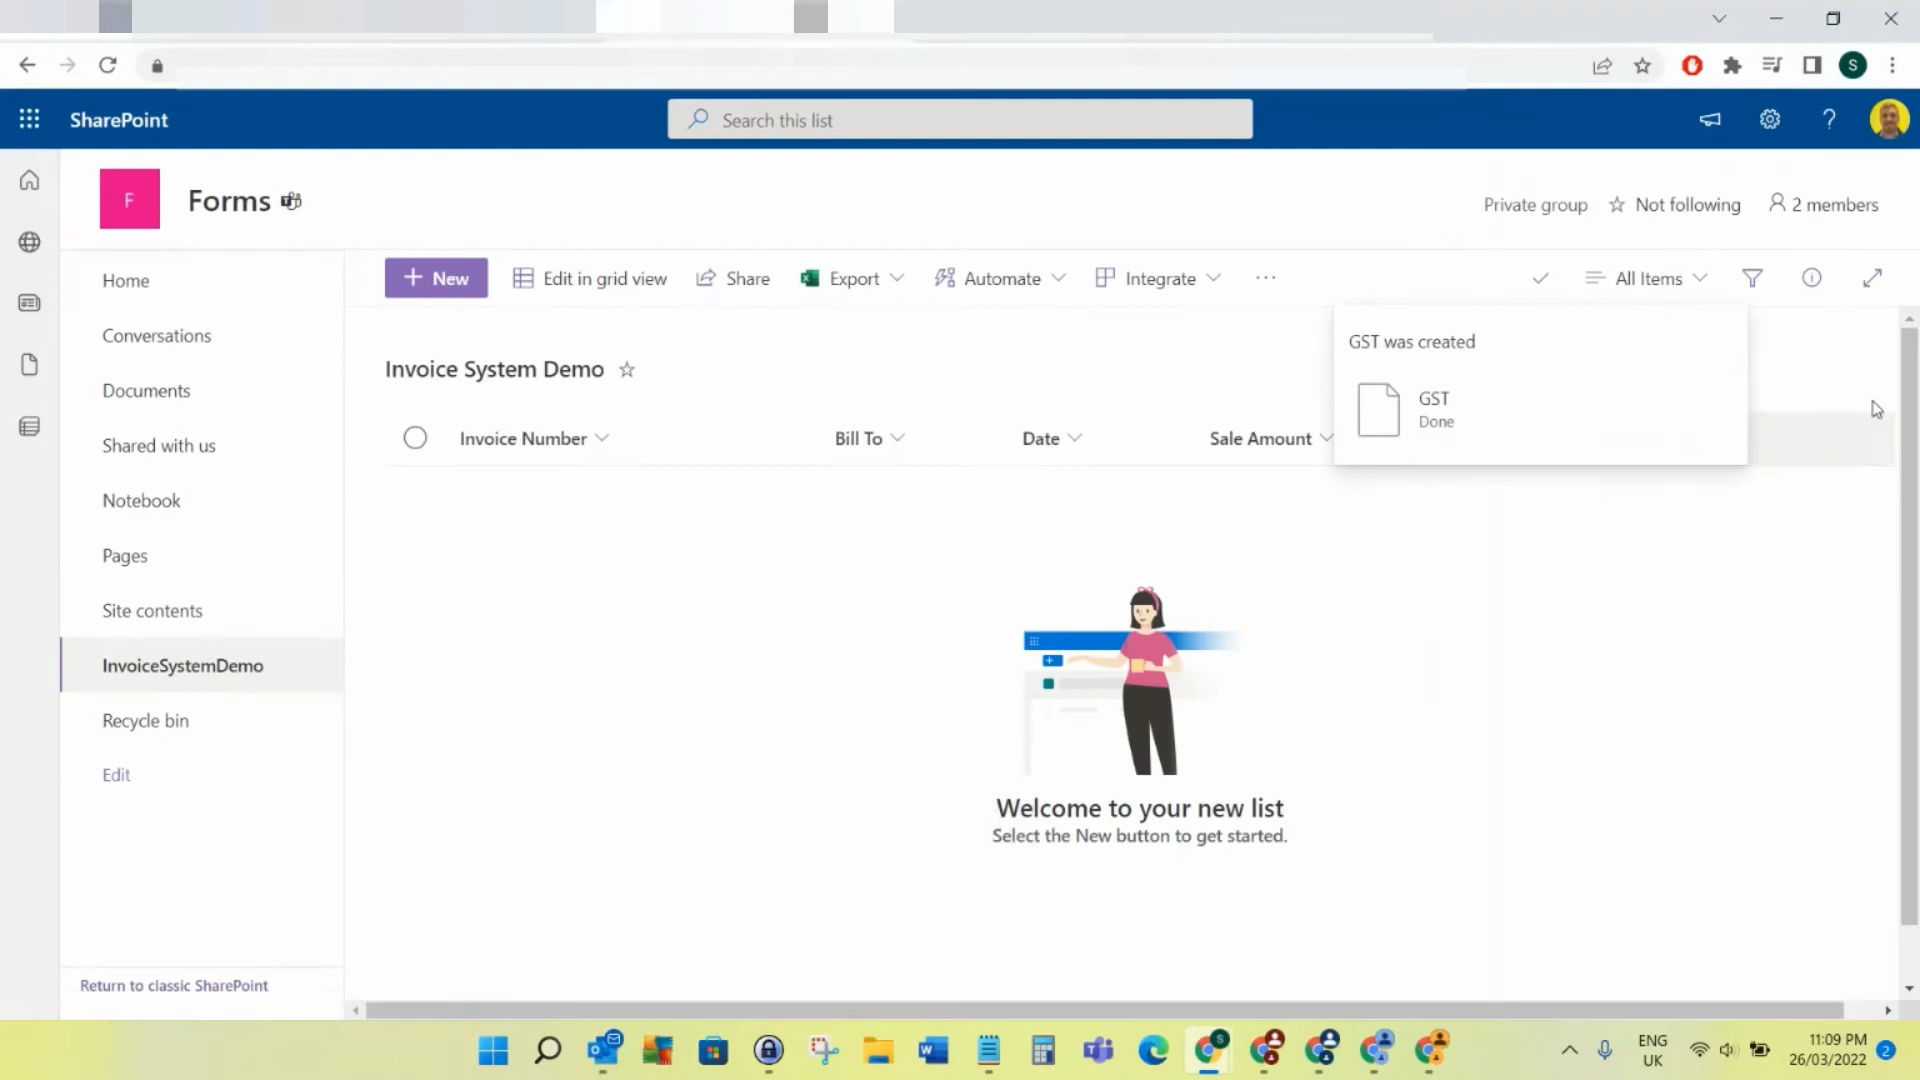 S
SharePoint
Search this list
F
Forms
Private group
Not following
2 members
Home
Conversations
Documents
Shared with us
Notebook
Pages
Site contents
InvoiceSystemDemo
Recycle bin
Edit
Return to classic SharePoint
New
Edit in grid view
Share
Export
Automate
Integrate
All Items
GST was created
GST
Done
Invoice System Demo
Invoice Number
Bill To
Date
Sale Amount
Welcome to your new list
Select the New button to get started.
ENG
UK
11:09 PM
26/03/2022
2